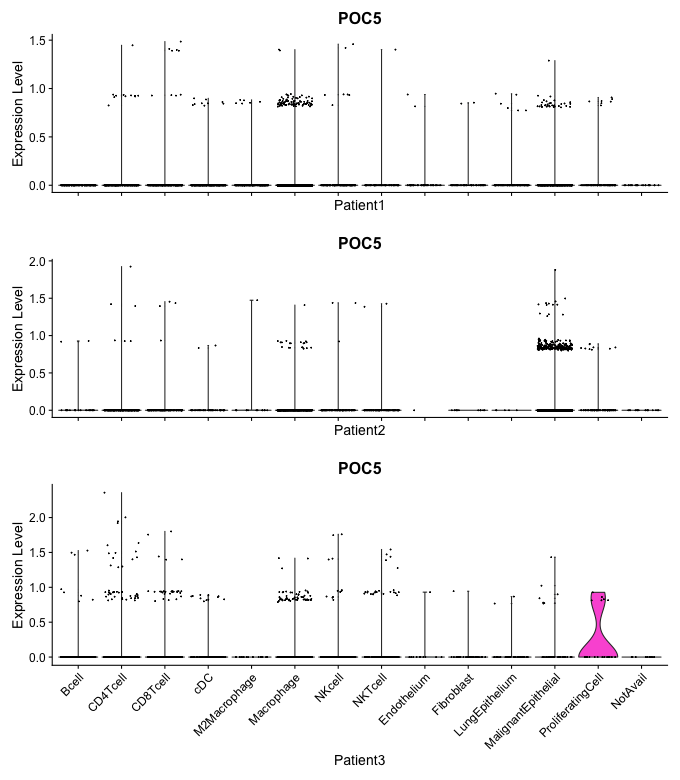 POC5
Expression Level
1.5
1.0
0.5
0.0
Patient1
POC5
Expression Level
2.0
1.5
1.0
0.5
0.0
Patient2
POC5
Expression Level
2.0
1.5
1.0
0.5
0.0
Bcell
CD4Tcell
CD8Tcell
cDC
M2Macrophage
Macrophage
NKcell
NKTcell
Endothelium
Fibroblast
LungEpithelium
MalignantEpithelial
ProliferatingCell
NotAvail
Patient3